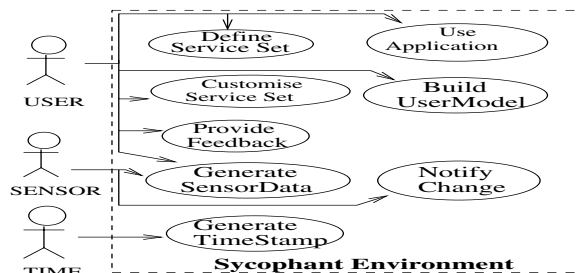 Define
Service Set
Use
Application
USER
Customise
Service Set
Build
UserModel
Provide
Feedback
SENSOR
Generate
SensorData
Notify
Change
Generate
TimeStamp
TIME
Sycophant Environment